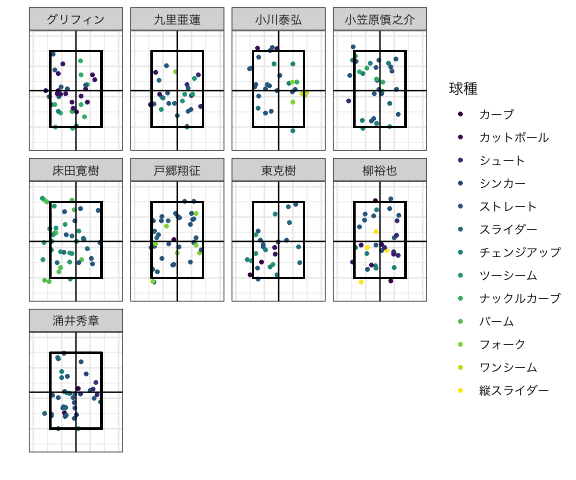 グリフィン
九里亜蓮
小川泰弘
小笠原慎之介
床田寛樹
戸郷翔征
東克樹
柳裕也
涌井秀章
球種
カーブ
カットボール
シュート
シンカー
ストレート
スライダー
チェンジアップ
ツーシーム
ナックルカーブ
パーム
フォーク
ワンシーム
縦スライダー